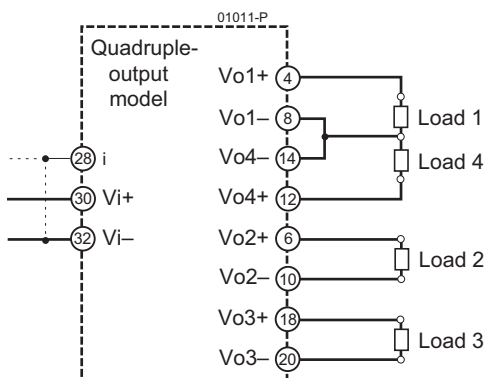 01011-P
Quadruple-
output
model
Vo1+ 4
Vo1– 8
Load 1
28 i
Vo4– 14
Load 4
30 Vi+
Vo4+ 12
32 Vi–
Vo2+ 6
Load 2
Vo2– 10
Vo3+ 18
Load 3
Vo3– 20